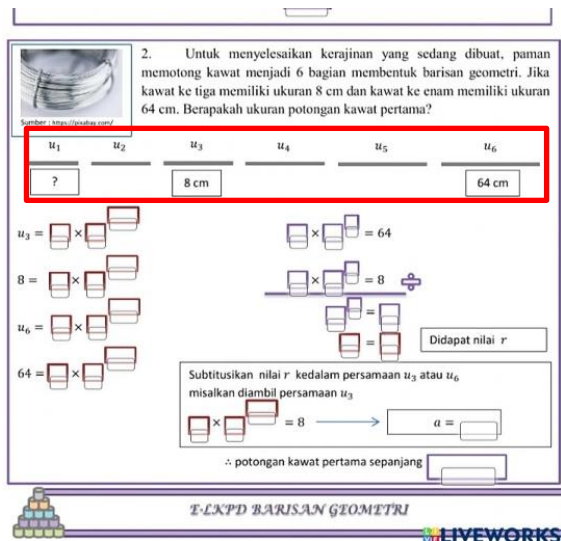 2. Untuk menyelesaikan kerajinan yang sedang dibuat, paman
memotong kawat menjadi 6 bagian membentuk barisan geometri. Jika
kawat ke tiga memiliki ukuran 8 cm dan kawat ke enam memiliki ukuran
64 cm. Berapakah ukuran potongan kawat pertama?
Sumber : https://pixabay.com/
u₁ u₂ u₃ u₄ u₅ u₆
? 8 cm 64 cm
u₃ = ×
× = 64
8 = ×
× = 8 ÷
u₆ = ×
=
= Didapat nilai r
64 = ×
Subtitusikan nilai r kedalam persamaan u₃ atau u₆
misalkan diambil persamaan u₃
× = 8 → a =
∴ potongan kawat pertama sepanjang
E-LKPD BARISAN GEOMETRI
LIVEWORKS